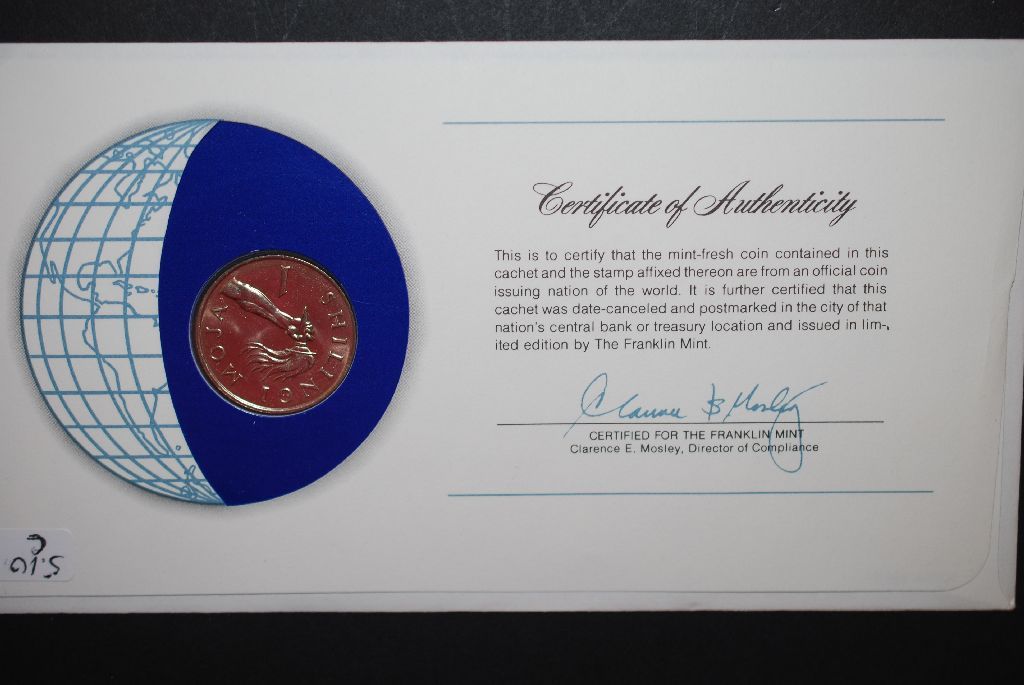 1 SHILINGI MOJA
Certificate of Authenticity
This is to certify that the mint-fresh coin contained in this
cachet and the stamp affixed thereon are from an official coin
issuing nation of the world. It is further certified that this
cachet was date-canceled and postmarked in the city of that
nation's central bank or treasury location and issued in lim-
ited edition by The Franklin Mint.
CERTIFIED FOR THE FRANKLIN MINT
Clarence E. Mosley, Director of Compliance